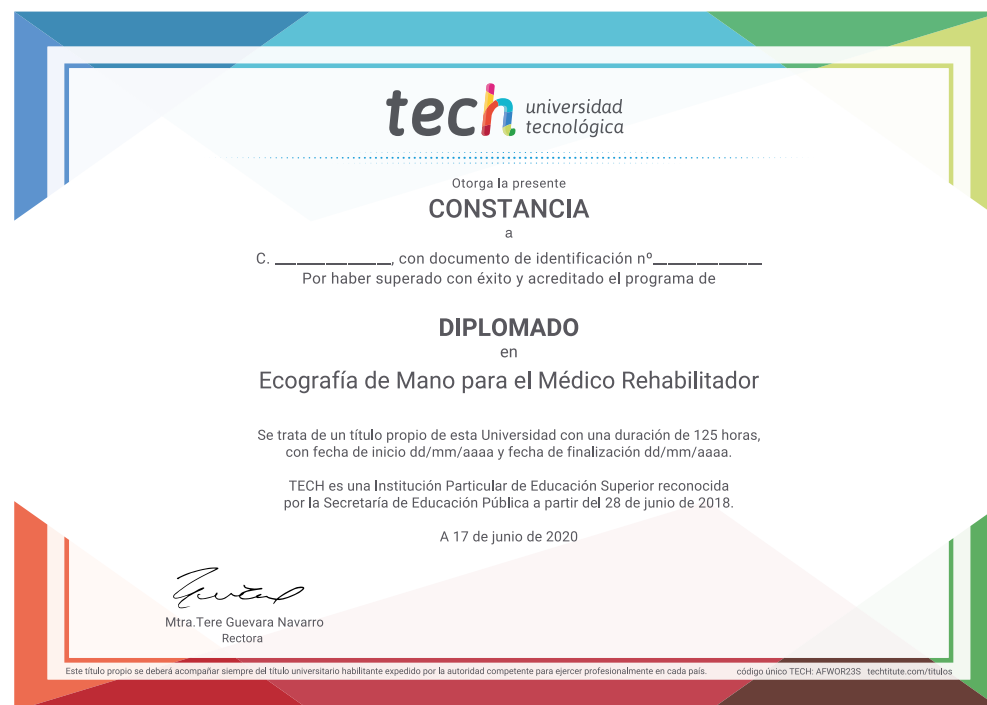 tech universidad
tecnológica
Otorga la presente
CONSTANCIA
a
C. ______________, con documento de identificación nº_____________
Por haber superado con éxito y acreditado el programa de
DIPLOMADO
en
Ecografía de Mano para el Médico Rehabilitador
Se trata de un título propio de esta Universidad con una duración de 125 horas,
con fecha de inicio dd/mm/aaaa y fecha de finalización dd/mm/aaaa.
TECH es una Institución Particular de Educación Superior reconocida
por la Secretaría de Educación Pública a partir del 28 de junio de 2018.
A 17 de junio de 2020
Mtra.Tere Guevara Navarro
Rectora
Este título propio se deberá acompañar siempre del título universitario habilitante expedido por la autoridad competente para ejercer profesionalmente en cada país. código único TECH: AFWOR23S techtitute.com/titulos